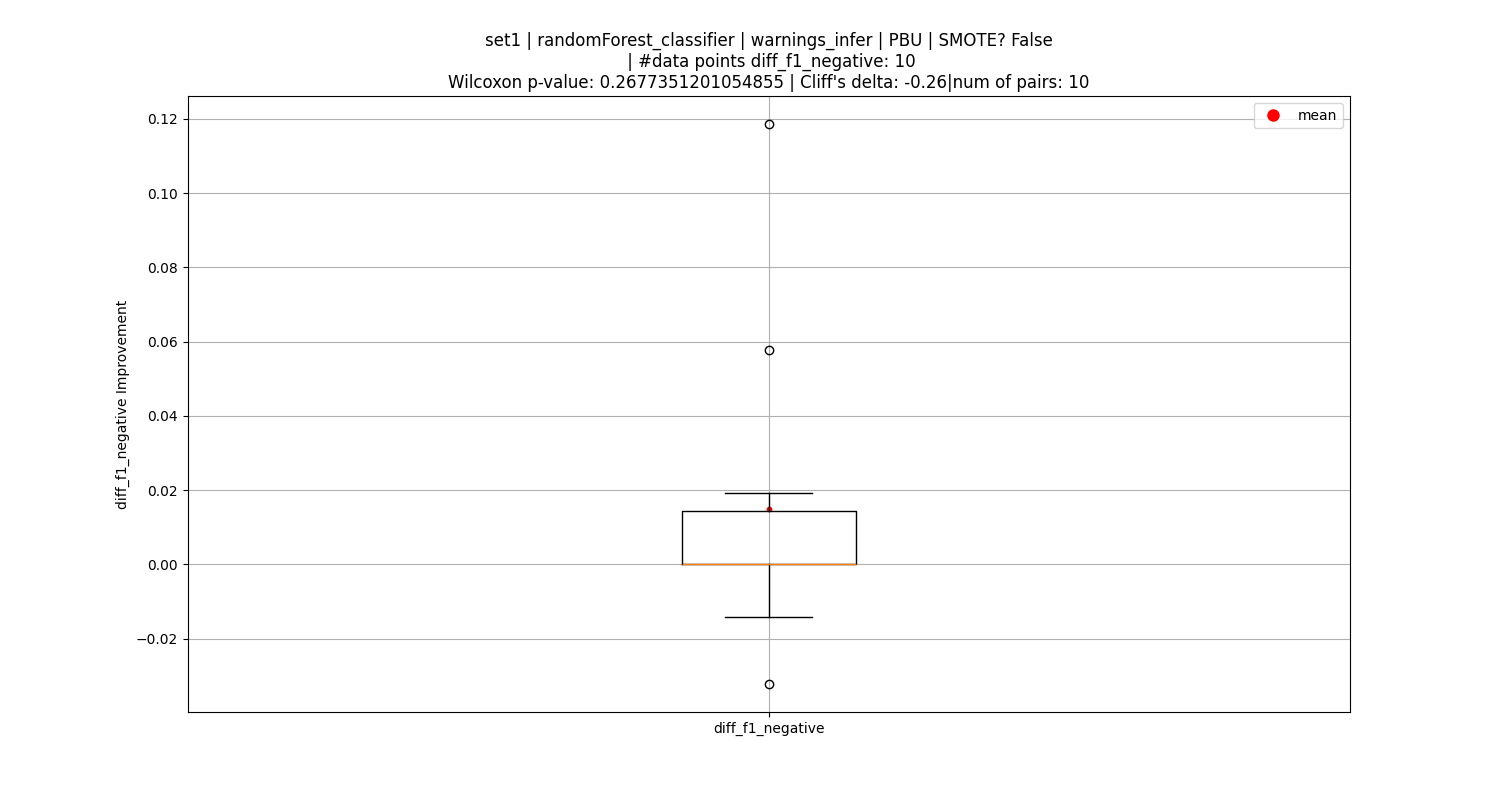 set1 | randomForest_classifier | warnings_infer | PBU | SMOTE? False
| #data points diff_f1_negative: 10
Wilcoxon p-value: 0.2677351201054855 | Cliff's delta: -0.26|num of pairs: 10
mean
0.12
0.10
0.08
0.06
0.04
0.02
0.00
−0.02
diff_f1_negative Improvement
diff_f1_negative